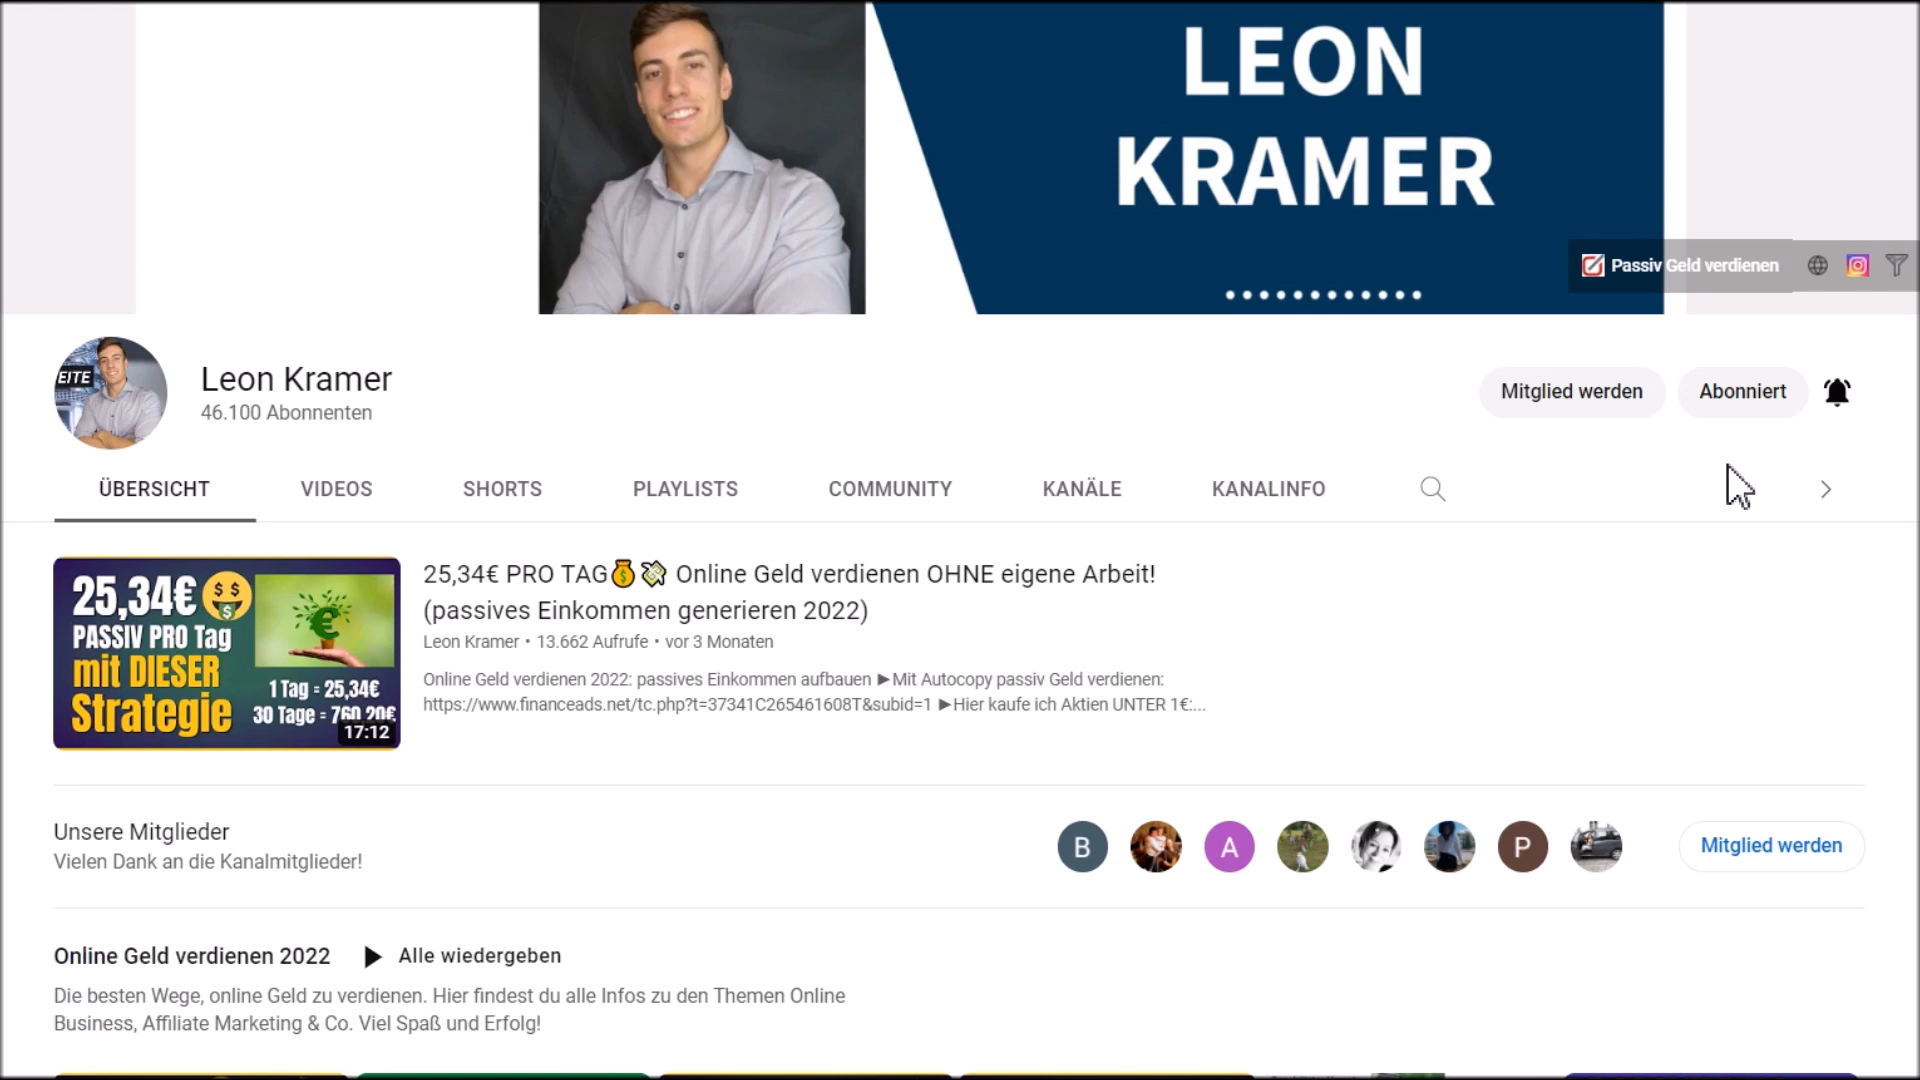 LEON
KRAMER
Passiv Geld verdienen
EITE
Leon Kramer
46.100 Abonnenten
Mitglied werden
Abonniert
ÜBERSICHT
VIDEOS
SHORTS
PLAYLISTS
COMMUNITY
KANÄLE
KANALINFO
25,34€
PASSIV PRO Tag
mit DIESER
Strategie
1 Tag = 25,34€
30 Tage = 760,20€
17:12
25,34€ PRO TAG💰💸 Online Geld verdienen OHNE eigene Arbeit!
(passives Einkommen generieren 2022)
Leon Kramer • 13.662 Aufrufe • vor 3 Monaten
Online Geld verdienen 2022: passives Einkommen aufbauen ►Mit Autocopy passiv Geld verdienen:
https://www.financeads.net/tc.php?t=37341C265461608T&subid=1 ►Hier kaufe ich Aktien UNTER 1€:...
Unsere Mitglieder
Vielen Dank an die Kanalmitglieder!
B
A
P
Mitglied werden
Online Geld verdienen 2022
Alle wiedergeben
Die besten Wege, online Geld zu verdienen. Hier findest du alle Infos zu den Themen Online
Business, Affiliate Marketing & Co. Viel Spaß und Erfolg!